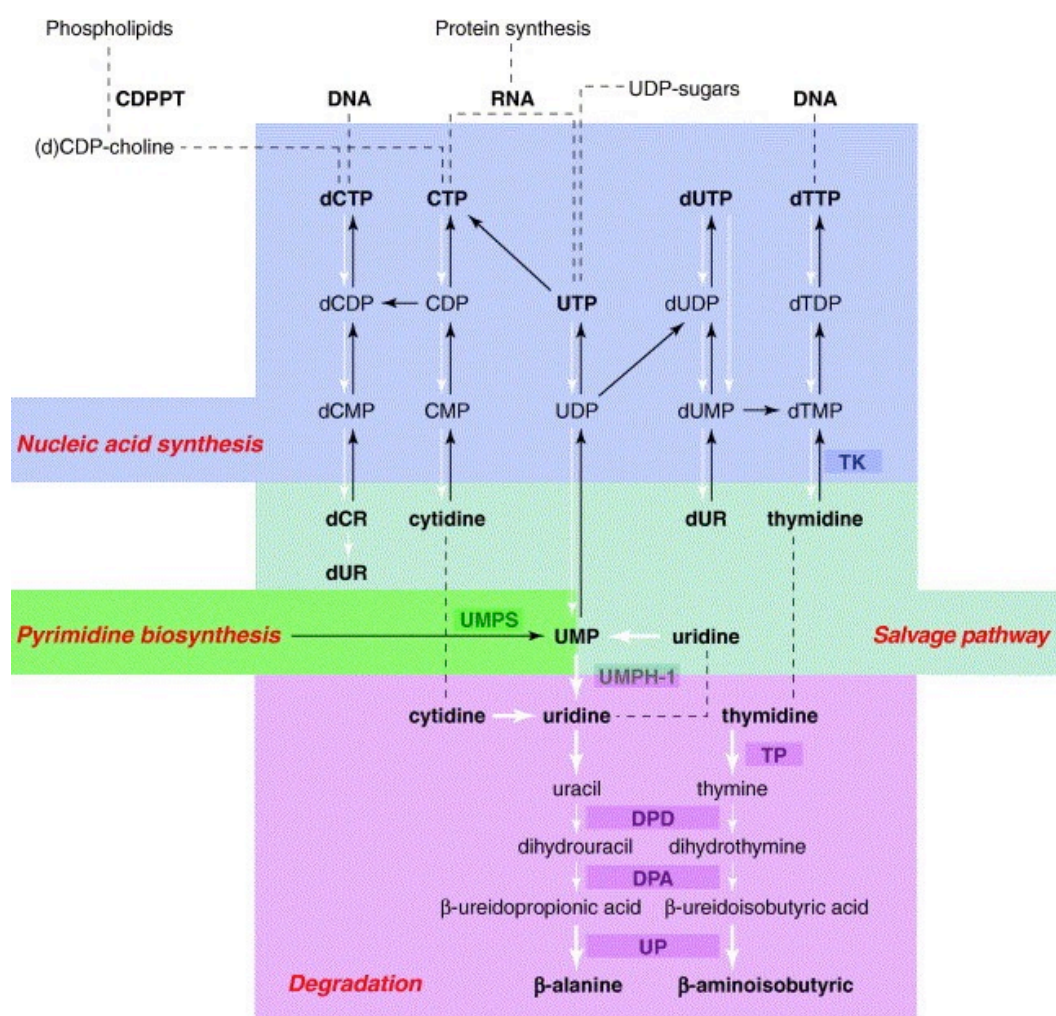 Phospholipids Protein synthesis
UDP-sugars
CDPPT DNA RNA DNA
(d)CDP-choline
dCTP CTP dUTP dTTP
dCDP CDP UTP dUDP dTDP
dCMP CMP UDP dUMP dTMP
Nucleic acid synthesis
TK
dCR cytidine dUR thymidine
dUR
UMPS
Pyrimidine biosynthesis UMP uridine Salvage pathway
UMPH-1
cytidine uridine thymidine
TP
uracil thymine
DPD
dihydrouracil dihydrothymine
DPA
β-ureidopropionic acid β-ureidoisobutyric acid
UP
Degradation β-alanine β-aminoisobutyric